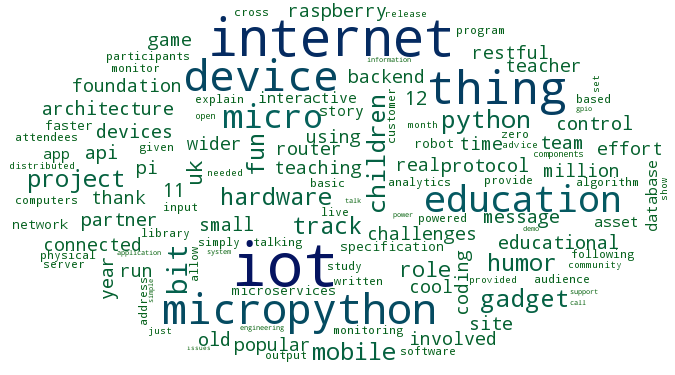 cross
raspberry
release
internet
program
game
restful
participants
information
teacher
monitor
device
backend
thing
foundation
set
explain
interactive
customer
12
based
architecture
micro
story
gpio
open
python
control
faster
devices
using
month
zero
attendees
fun
children
robot
time
advice
team
effort
app
api
given
wider
router
real
protocol
components
distributed
pi
uk
teaching
million
project
needed
basic
analytics
provide
algorithm
database
show
11
hardware
education
computers
thank
talk
input
live
power
powered
message
asset
network
partner
small
track
demo
library
challenges
connected
simply
talking
specification
educational
physical
application
bit
allow
system
iot
humor
following
server
year
run
study
role
coding
audience
community
address
simple
microservices
written
cool
provided
support
micropython
gadget
call
just
engineering
monitoring
site
old
popular
involved
issues
output
mobile
software